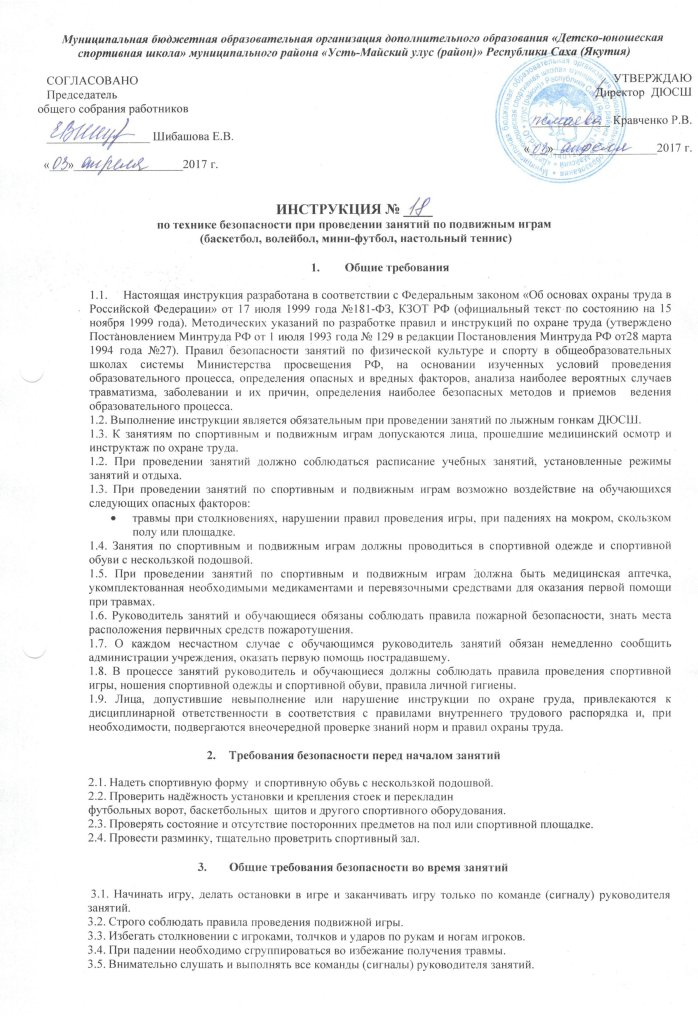 Муниципальная бюджетная образовательная организация дополнительного образования «Детско-юношеская
спортивная школа» муниципального района «Усть-Майский улус (район)» Республики Саха (Якутия)
СОГЛАСОВАНО
Председатель
общего собрания работников
Шибашова Е.В.
«03» апреля 2017 г.
УТВЕРЖДАЮ
Директор ДЮСШ
Кравченко Р.В.
«03» апреля 2017 г.
ИНСТРУКЦИЯ № 18
по технике безопасности при проведении занятий по подвижным играм
(баскетбол, волейбол, мини-футбол, настольный теннис)
1. Общие требования
1.1. Настоящая инструкция разработана в соответствии с Федеральным законом «Об основах охраны труда в
Российской Федерации» от 17 июля 1999 года №181-ФЗ, КЗОТ РФ (официальный текст по состоянию на 15
ноября 1999 года). Методических указаний по разработке правил и инструкций по охране труда (утверждено
Постановлением Минтруда РФ от 1 июля 1993 года № 129 в редакции Постановления Минтруда РФ от28 марта
1994 года №27). Правил безопасности занятий по физической культуре и спорту в общеобразовательных
школах системы Министерства просвещения РФ, на основании изученных условий проведения
образовательного процесса, определения опасных и вредных факторов, анализа наиболее вероятных случаев
травматизма, заболевании и их причин, определения наиболее безопасных методов и приемов ведения
образовательного процесса.
1.2. Выполнение инструкции является обязательным при проведении занятий по лыжным гонкам ДЮСШ.
1.3. К занятиям по спортивным и подвижным играм допускаются лица, прошедшие медицинский осмотр и
инструктаж по охране труда.
1.2. При проведении занятий должно соблюдаться расписание учебных занятий, установленные режимы
занятий и отдыха.
1.3. При проведении занятий по спортивным и подвижным играм возможно воздействие на обучающихся
следующих опасных факторов:
• травмы при столкновениях, нарушении правил проведения игры, при падениях на мокром, скользком
полу или площадке.
1.4. Занятия по спортивным и подвижным играм должны проводиться в спортивной одежде и спортивной
обуви с нескользкой подошвой.
1.5. При проведении занятий по спортивным и подвижным играм должна быть медицинская аптечка,
укомплектованная необходимыми медикаментами и перевязочными средствами для оказания первой помощи
при травмах.
1.6. Руководитель занятий и обучающиеся обязаны соблюдать правила пожарной безопасности, знать места
расположения первичных средств пожаротушения.
1.7. О каждом несчастном случае с обучающимся руководитель занятий обязан немедленно сообщить
администрации учреждения, оказать первую помощь пострадавшему.
1.8. В процессе занятий руководитель и обучающиеся должны соблюдать правила проведения спортивной
игры, ношения спортивной одежды и спортивной обуви, правила личной гигиены.
1.9. Лица, допустившие невыполнение или нарушение инструкции по охране труда, привлекаются к
дисциплинарной ответственности в соответствии с правилами внутреннего трудового распорядка и, при
необходимости, подвергаются внеочередной проверке знаний норм и правил охраны труда.
2. Требования безопасности перед началом занятий
2.1. Надеть спортивную форму и спортивную обувь с нескользкой подошвой.
2.2. Проверить надёжность установки и крепления стоек и перекладин
футбольных ворот, баскетбольных щитов и другого спортивного оборудования.
2.3. Проверять состояние и отсутствие посторонних предметов на пол или спортивной площадке.
2.4. Провести разминку, тщательно проветрить спортивный зал.
3. Общие требования безопасности во время занятий
3.1. Начинать игру, делать остановки в игре и заканчивать игру только по команде (сигналу) руководителя
занятий.
3.2. Строго соблюдать правила проведения подвижной игры.
3.3. Избегать столкновении с игроками, толчков и ударов по рукам и ногам игроков.
3.4. При падении необходимо сгруппироваться во избежание получения травмы.
3.5. Внимательно слушать и выполнять все команды (сигналы) руководителя занятий.